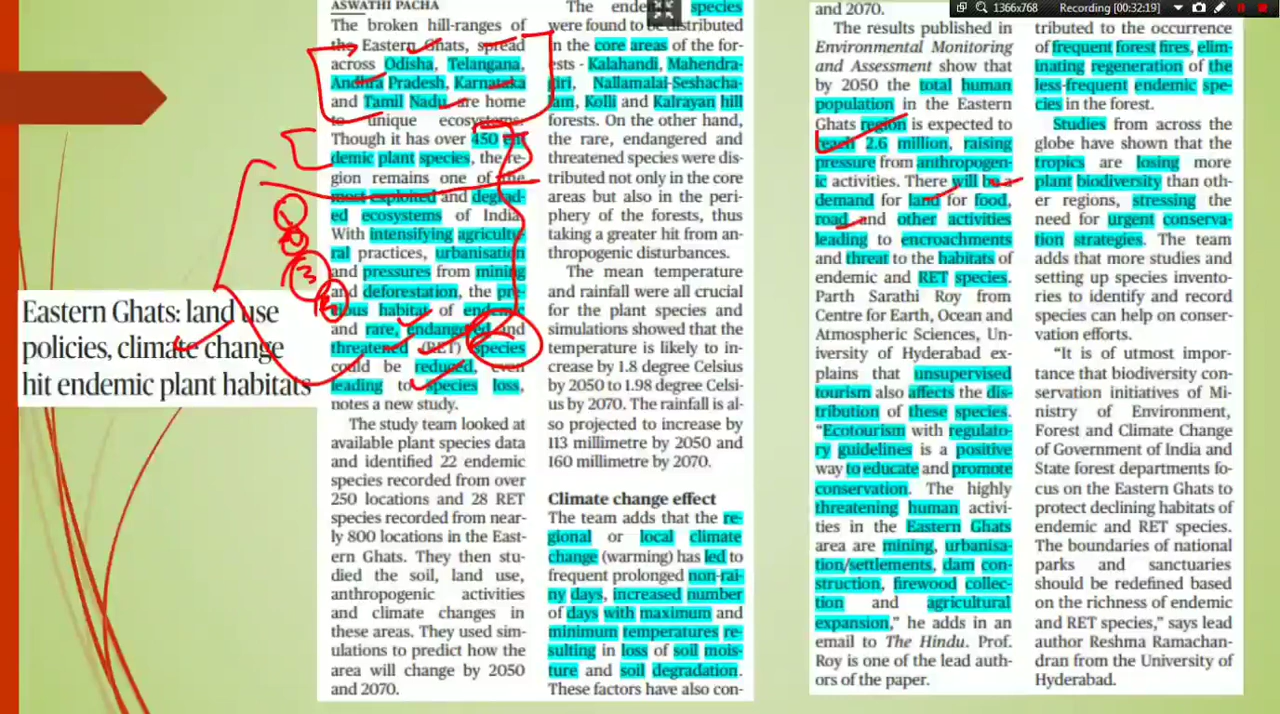 1366x768
Recording [00:32:19]
Eastern Ghats: land use
policies, climate change
hit endemic plant habitats
ASWATHI PACHA
The broken hill-ranges of
the Eastern Ghats, spread
across Odisha, Telangana,
Andhra Pradesh, Karnataka
and Tamil Nadu are home
to unique ecosystems.
Though it has over 450 en-
demic plant species, the re-
gion remains one of the
most exploited and degrad-
ed ecosystems of India.
With intensifying agricultu-
ral practices, urbanisation
and pressures from mining
and deforestation, the pre-
cious habitat of endemic
and rare, endangered and
threatened (RET) species
could be reduced, even
leading to species loss,
notes a new study.
The study team looked at
available plant species data
and identified 22 endemic
species recorded from over
250 locations and 28 RET
species recorded from near-
ly 800 locations in the East-
ern Ghats. They then stu-
died the soil, land use,
anthropogenic activities
and climate changes in
these areas. They used sim-
ulations to predict how the
area will change by 2050
and 2070.
The endemic species
were found to be distributed
in the core areas of the for-
ests - Kalahandi, Mahendra-
giri, Nallamalai-Seshacha-
lam, Kolli and Kalrayan hill
forests. On the other hand,
the rare, endangered and
threatened species were dis-
tributed not only in the core
areas but also in the peri-
phery of the forests, thus
taking a greater hit from an-
thropogenic disturbances.
The mean temperature
and rainfall were all crucial
for the plant species and
simulations showed that the
temperature is likely to in-
crease by 1.8 degree Celsius
by 2050 to 1.98 degree Celsi-
us by 2070. The rainfall is al-
so projected to increase by
113 millimetre by 2050 and
160 millimetre by 2070.
Climate change effect
The team adds that the re-
gional or local climate
change (warming) has led to
frequent prolonged non-rai-
ny days, increased number
of days with maximum and
minimum temperatures re-
sulting in loss of soil mois-
ture and soil degradation.
These factors have also con-
and 2070.
The results published in
Environmental Monitoring
and Assessment show that
by 2050 the total human
population in the Eastern
Ghats region is expected to
reach 2.6 million, raising
pressure from anthropogen-
ic activities. There will be a
demand for land for food,
road, and other activities
leading to encroachments
and threat to the habitats of
endemic and RET species.
Parth Sarathi Roy from
Centre for Earth, Ocean and
Atmospheric Sciences, Un-
iversity of Hyderabad ex-
plains that unsupervised
tourism also affects the dis-
tribution of these species.
“Ecotourism with regulato-
ry guidelines is a positive
way to educate and promote
conservation. The highly
threatening human activi-
ties in the Eastern Ghats
area are mining, urbanisa-
tion/settlements, dam con-
struction, firewood collec-
tion and agricultural
expansion,” he adds in an
email to The Hindu. Prof.
Roy is one of the lead auth-
ors of the paper.
tributed to the occurrence
of frequent forest fires, elim-
inating regeneration of the
less-frequent endemic spe-
cies in the forest.
Studies from across the
globe have shown that the
tropics are losing more
plant biodiversity than oth-
er regions, stressing the
need for urgent conserva-
tion strategies. The team
adds that more studies and
setting up species invento-
ries to identify and record
species can help on conser-
vation efforts.
“It is of utmost impor-
tance that biodiversity con-
servation initiatives of Mi-
nistry of Environment,
Forest and Climate Change
of Government of India and
State forest departments fo-
cus on the Eastern Ghats to
protect declining habitats of
endemic and RET species.
The boundaries of national
parks and sanctuaries
should be redefined based
on the richness of endemic
and RET species,” says lead
author Reshma Ramachan-
dran from the University of
Hyderabad.